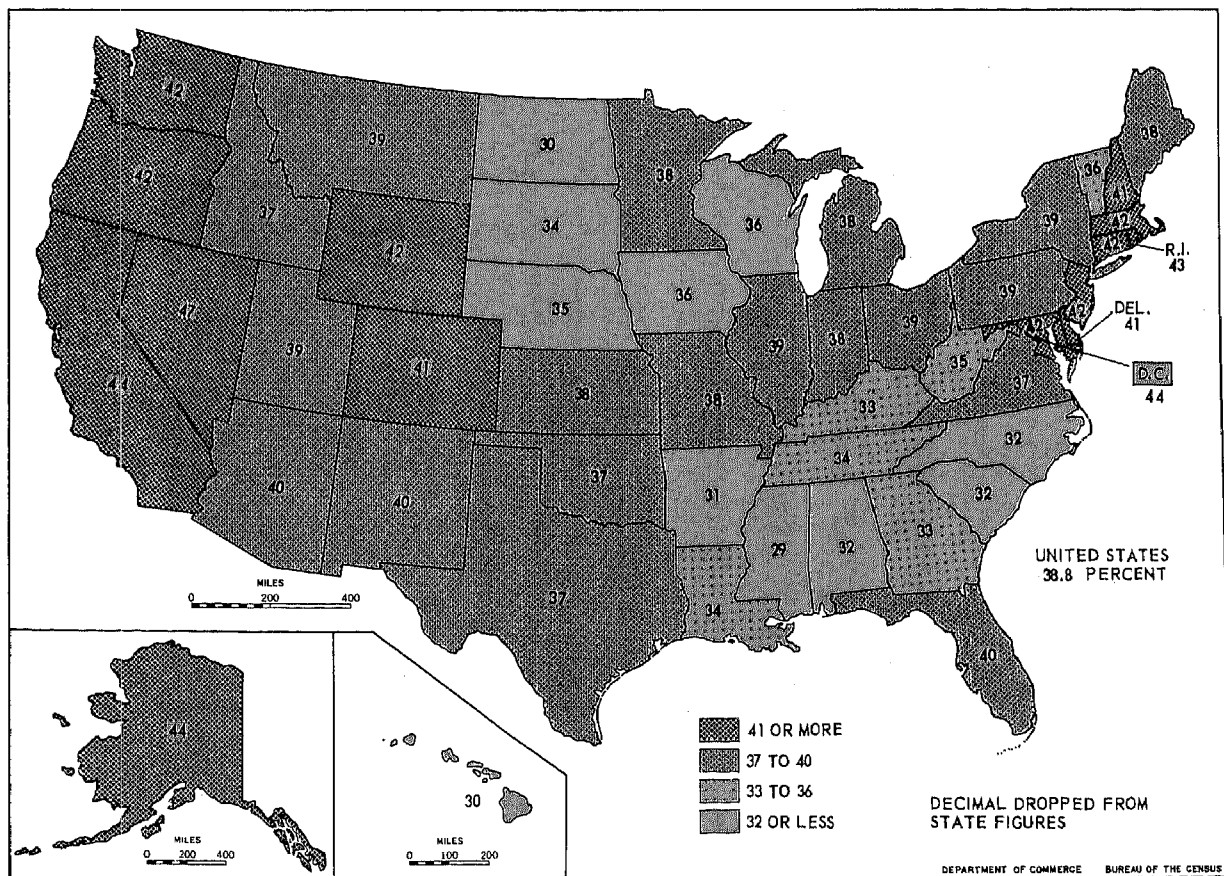 42
42
37
39
42
47
44
39
41
40
40
30
34
35
38
37
37
38
36
36
38
31
34
39
38
38
39
33
34
29
32
33
40
32
32
37
35
39
39
36
41
38
42
42
R.I.
43
42
42
DEL.
41
D.C.
44
UNITED STATES
38.8 PERCENT
MILES
0 200 400
44
MILES
0 200 400
30
MILES
0 100 200
41 OR MORE
37 TO 40
33 TO 36
32 OR LESS
DECIMAL DROPPED FROM
STATE FIGURES
DEPARTMENT OF COMMERCE BUREAU OF THE CENSUS